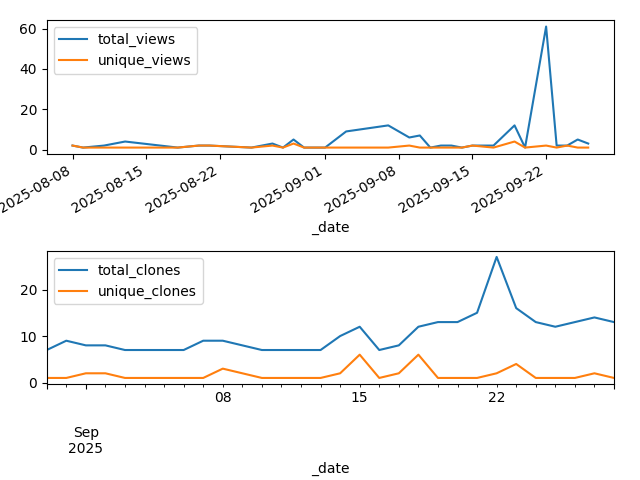 60
40
20
0
total_views
unique_views
2025-08-08
2025-08-15
2025-08-22
2025-09-01
2025-09-08
2025-09-15
2025-09-22
_date
20
10
0
total_clones
unique_clones
08
15
22
Sep
2025
_date